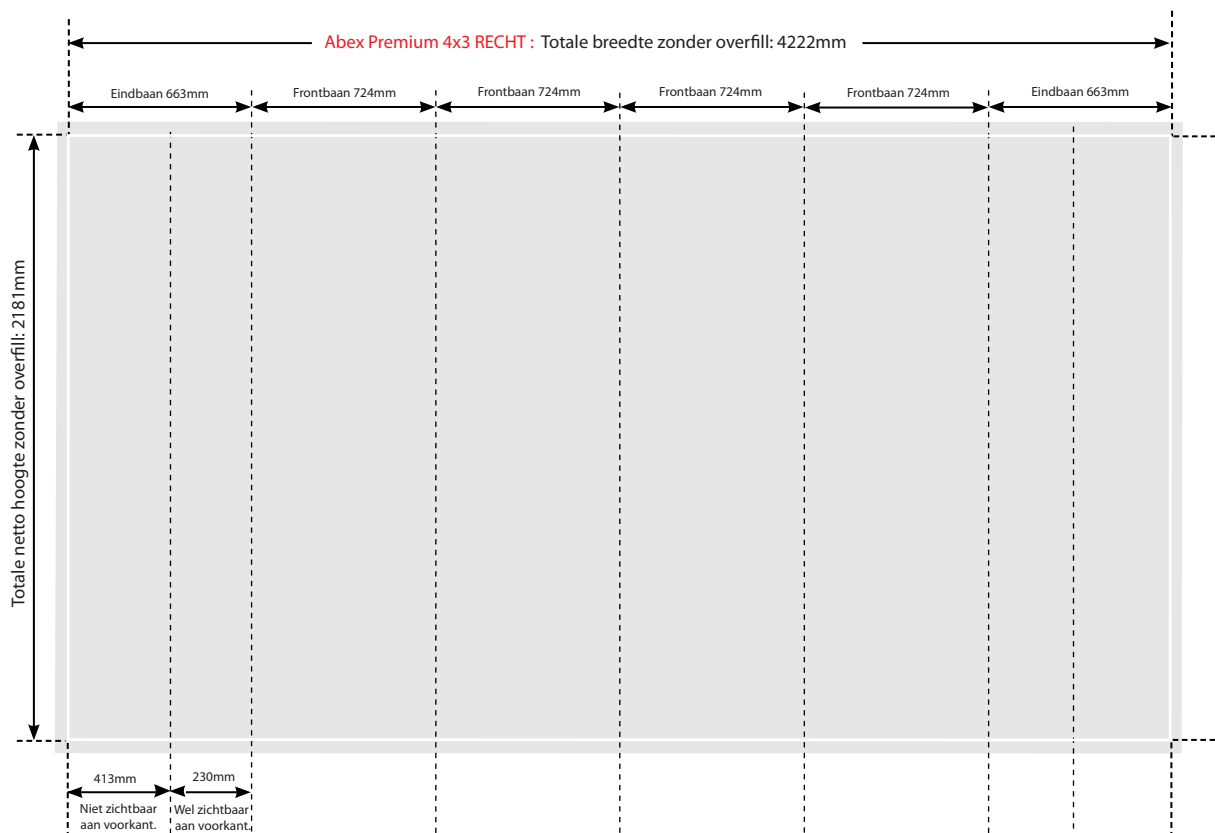 Abex Premium 4x3 RECHT : Totale breedte zonder overfill: 4222mm
Eindbaan 663mm
Frontbaan 724mm
Frontbaan 724mm
Frontbaan 724mm
Frontbaan 724mm
Eindbaan 663mm
Totale netto hoogte zonder overfill: 2181mm
413mm
230mm
Niet zichtbaar
aan voorkant.
Wel zichtbaar
aan voorkant.